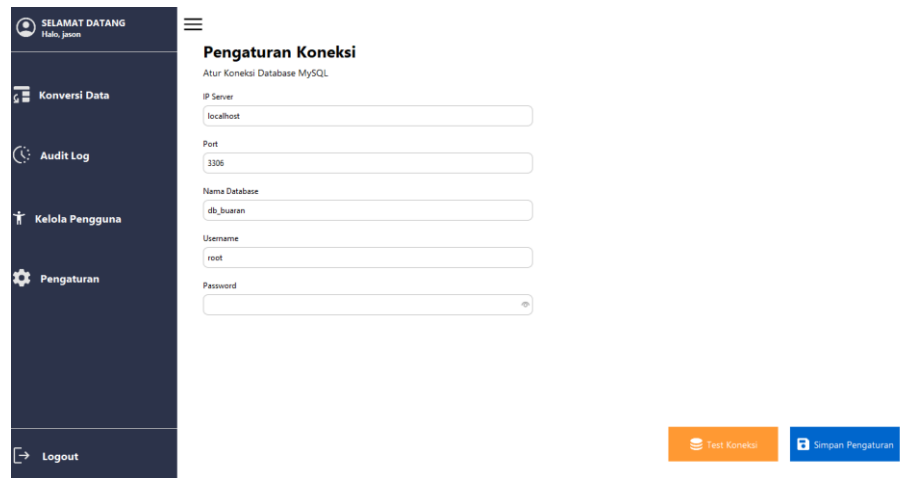 SELAMAT DATANG
Halo, jason
Konversi Data
Audit Log
Kelola Pengguna
Pengaturan
Logout
Pengaturan Koneksi
Atur Koneksi Database MySQL
IP Server
localhost
Port
3306
Nama Database
db_buaran
Username
root
Password
Test Koneksi
Simpan Pengaturan